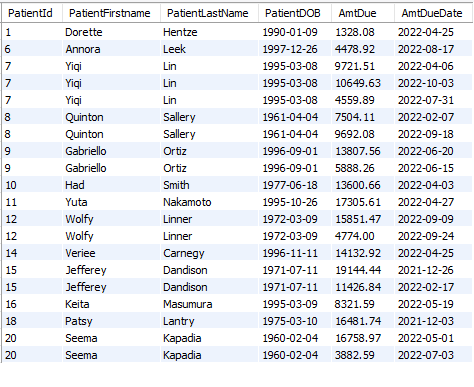 PatientId PatientFirstname PatientLastName PatientDOB AmtDue AmtDueDate
1 Dorette Hentze 1990-01-09 1328.08 2022-04-25
6 Annora Leek 1997-12-26 4478.92 2022-08-17
7 Yiqi Lin 1995-03-08 9721.51 2022-04-06
7 Yiqi Lin 1995-03-08 10649.63 2022-10-03
7 Yiqi Lin 1995-03-08 4559.89 2022-07-31
8 Quinton Sallery 1961-04-04 7504.11 2022-02-07
8 Quinton Sallery 1961-04-04 9692.08 2022-09-18
9 Gabriello Ortiz 1996-09-01 13807.56 2022-06-20
9 Gabriello Ortiz 1996-09-01 5888.26 2022-06-15
10 Had Smith 1977-06-18 13600.66 2022-04-03
11 Yuta Nakamoto 1995-10-26 17305.61 2022-04-27
12 Wolfy Linner 1972-03-09 15851.47 2022-09-09
12 Wolfy Linner 1972-03-09 4774.00 2022-09-24
14 Veriee Carnegy 1996-11-11 14132.92 2022-04-25
15 Jefferey Dandison 1971-07-11 19144.44 2021-12-26
15 Jefferey Dandison 1971-07-11 11426.84 2022-02-17
16 Keita Masumura 1995-03-09 8321.59 2022-05-19
18 Patsy Lantry 1975-03-10 16481.74 2021-12-03
20 Seema Kapadia 1960-02-04 16758.97 2022-05-01
20 Seema Kapadia 1960-02-04 3882.59 2022-07-03